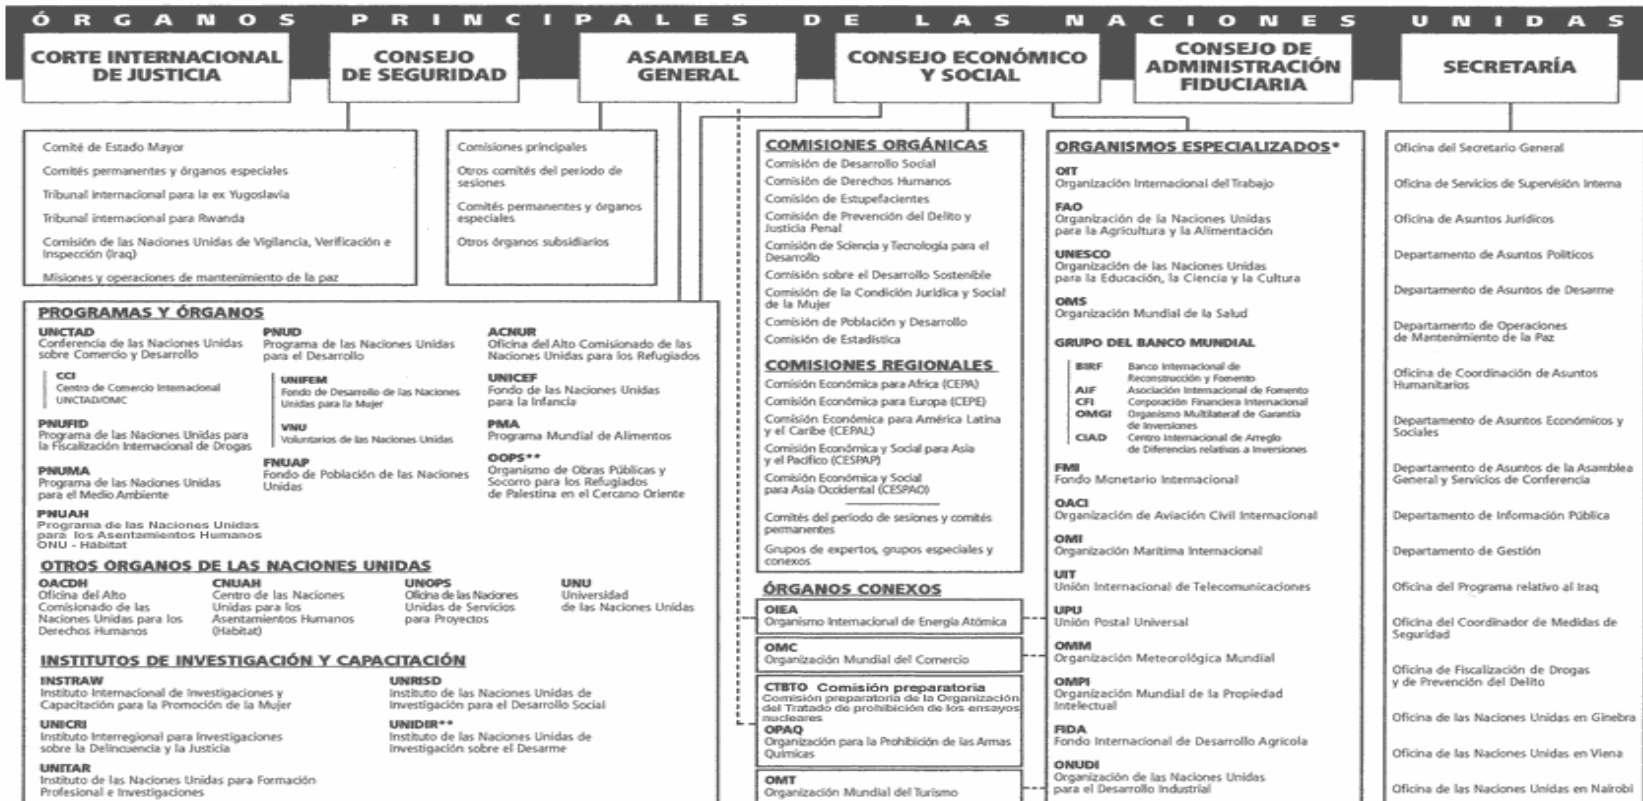 ÓRGANOS PRINCIPALES DE LAS NACIONES UNIDAS
CORTE INTERNACIONAL
DE JUSTICIA
CONSEJO
DE SEGURIDAD
ASAMBLEA
GENERAL
CONSEJO ECONÓMICO
Y SOCIAL
CONSEJO DE
ADMINISTRACIÓN
FIDUCIARIA
SECRETARÍA
Comité de Estado Mayor
Comités permanentes y órganos especiales
Tribunal internacional para la ex Yugoslavia
Tribunal internacional para Rwanda
Comisión de las Naciones Unidas de Vigilancia, Verificación e
Inspección (Iraq)
Misiones y operaciones de mantenimiento de la paz
Comisiones principales
Otros comités del período de
sesiones
Comités permanentes y órganos
especiales
Otros órganos subsidiarios
PROGRAMAS Y ÓRGANOS
UNCTAD
Conferencia de las Naciones Unidas
sobre Comercio y Desarrollo
CCI
Centro de Comercio Internacional
UNCTAD/OMC
PNUFID
Programa de las Naciones Unidas para
la Fiscalización Internacional de Drogas
PNUMA
Programa de las Naciones Unidas
para el Medio Ambiente
PNUAH
Programa de las Naciones Unidas
para los Asentamientos Humanos
ONU - Hábitat
PNUD
Programa de las Naciones Unidas
para el Desarrollo
UNIFEM
Fondo de Desarrollo de las Naciones
Unidas para la Mujer
VNU
Voluntarios de las Naciones Unidas
FNUAP
Fondo de Población de las Naciones
Unidas
ACNUR
Oficina del Alto Comisionado de las
Naciones Unidas para los Refugiados
UNICEF
Fondo de las Naciones Unidas
para la Infancia
PMA
Programa Mundial de Alimentos
OOPS**
Organismo de Obras Públicas y
Socorro para los Refugiados
de Palestina en el Cercano Oriente
OTROS ORGANOS DE LAS NACIONES UNIDAS
OACDH
Oficina del Alto
Comisionado de las
Naciones Unidas para los
Derechos Humanos
CNUAH
Centro de las Naciones
Unidas para los
Asentamientos Humanos
(Habitat)
UNOPS
Oficina de las Naciones
Unidas de Servicios
para Proyectos
UNU
Universidad
de las Naciones Unidas
INSTITUTOS DE INVESTIGACIÓN Y CAPACITACIÓN
INSTRAW
Instituto Internacional de Investigaciones y
Capacitación para la Promoción de la Mujer
UNICRI
Instituto Interregional para Investigaciones
sobre la Delincuencia y la Justicia
UNITAR
Instituto de las Naciones Unidas para Formación
Profesional e Investigaciones
UNRISD
Instituto de las Naciones Unidas de
Investigación para el Desarrollo Social
UNIDIR**
Instituto de las Naciones Unidas de
Investigación sobre el Desarme
COMISIONES ORGÁNICAS
Comisión de Desarrollo Social
Comisión de Derechos Humanos
Comisión de Estupefacientes
Comisión de Prevención del Delito y
Justicia Penal
Comisión de Sciencia y Tecnología para el
Desarrollo
Comisión sobre el Desarrollo Sostenible
Comisión de la Condición Jurídica y Social
de la Mujer
Comisión de Población y Desarrollo
Comisión de Estadística
COMISIONES REGIONALES
Comisión Económica para Africa (CEPA)
Comisión Económica para Europa (CEPE)
Comisión Económica para América Latina
y el Caribe (CEPAL)
Comisión Económica y Social para Asia
y el Pacífico (CESPAP)
Comisión Económica y Social
para Asia Occidental (CESPAO)
Comités del período de sesiones y comités
permanentes
Grupos de expertos, grupos especiales y
conexos
ÓRGANOS CONEXOS
OIEA
Organismo Internacional de Energía Atómica
OMC
Organización Mundial del Comercio
CTBTO Comisión preparatoria
Comisión preparatoria de la Organización
del Tratado de prohibición de los ensayos
nucleares
OPAQ
Organización para la Prohibición de las Armas
Químicas
OMT
Organización Mundial del Turismo
ORGANISMOS ESPECIALIZADOS*
OIT
Organización Internacional del Trabajo
FAO
Organización de la Naciones Unidas
para la Agricultura y la Alimentación
UNESCO
Organización de las Naciones Unidas
para la Educación, la Ciencia y la Cultura
OMS
Organización Mundial de la Salud
GRUPO DEL BANCO MUNDIAL
BIRF Banco Internacional de
Reconstrucción y Fomento
AIF Asociación Internacional de Fomento
CFI Corporación Financiera Internacional
OMGI Organismo Multilateral de Garantía
de Inversiones
CIAD Centro Internacional de Arreglo
de Diferencias relativas a Inversiones
FMI
Fondo Monetario Internacional
OACI
Organización de Aviación Civil Internacional
OMI
Organización Marítima Internacional
UIT
Unión Internacional de Telecomunicaciones
UPU
Unión Postal Universal
OMM
Organización Meteorológica Mundial
OMPI
Organización Mundial de la Propiedad
Intelectual
FIDA
Fondo Internacional de Desarrollo Agrícola
ONUDI
Organización de las Naciones Unidas
para el Desarrollo Industrial
Oficina del Secretario General
Oficina de Servicios de Supervisión Interna
Oficina de Asuntos Jurídicos
Departamento de Asuntos Políticos
Departamento de Asuntos de Desarme
Departamento de Operaciones
de Mantenimiento de la Paz
Oficina de Coordinación de Asuntos
Humanitarios
Departamento de Asuntos Económicos y
Sociales
Departamento de Asuntos de la Asamblea
General y Servicios de Conferencia
Departamento de Información Pública
Departamento de Gestión
Oficina del Programa relativo al Iraq
Oficina del Coordinador de Medidas de
Seguridad
Oficina de Fiscalización de Drogas
y de Prevención del Delito
Oficina de las Naciones Unidas en Ginebra
Oficina de las Naciones Unidas en Viena
Oficina de las Naciones Unidas en Nairobi